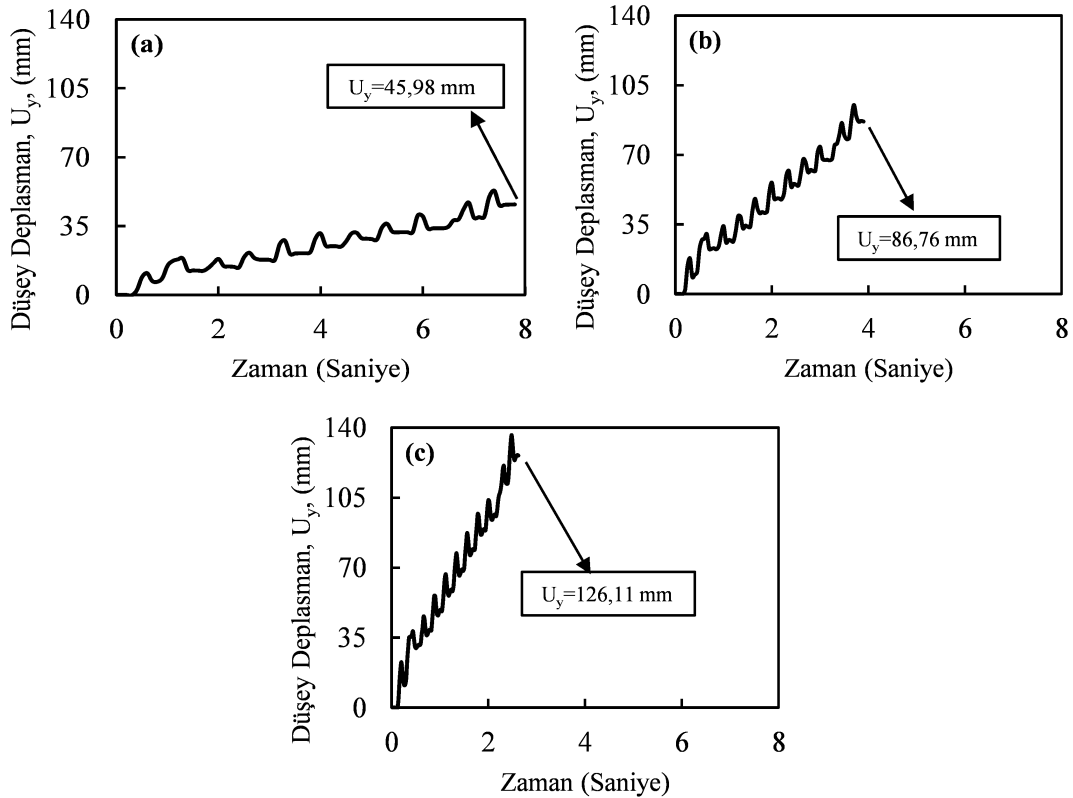 (a)
Düşey Deplasman, Uy, (mm)
140
105
70
35
0
Uy=45,98 mm
0 2 4 6 8
Zaman (Saniye)
(b)
Düşey Deplasman, Uy, (mm)
140
105
70
35
0
Uy=86,76 mm
0 2 4 6 8
Zaman (Saniye)
(c)
Düşey Deplasman, Uy, (mm)
140
105
70
35
0
Uy=126,11 mm
0 2 4 6 8
Zaman (Saniye)